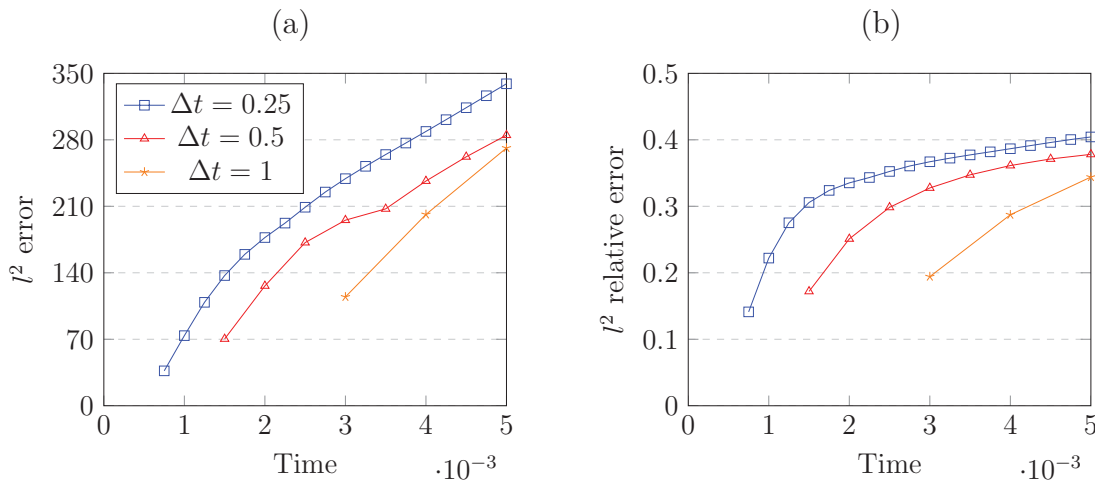 (a)
350
280
210
140
70
0
0 1 2 3 4 5
l² error
Time
·10⁻³
Δt = 0.25
Δt = 0.5
Δt = 1
(b)
0.5
0.4
0.3
0.2
0.1
0
0 1 2 3 4 5
l² relative error
Time
·10⁻³